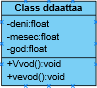 Class ddaattaa
-deni:float
-mesec:float
-god:float
+Vvod():void
+vevod():void